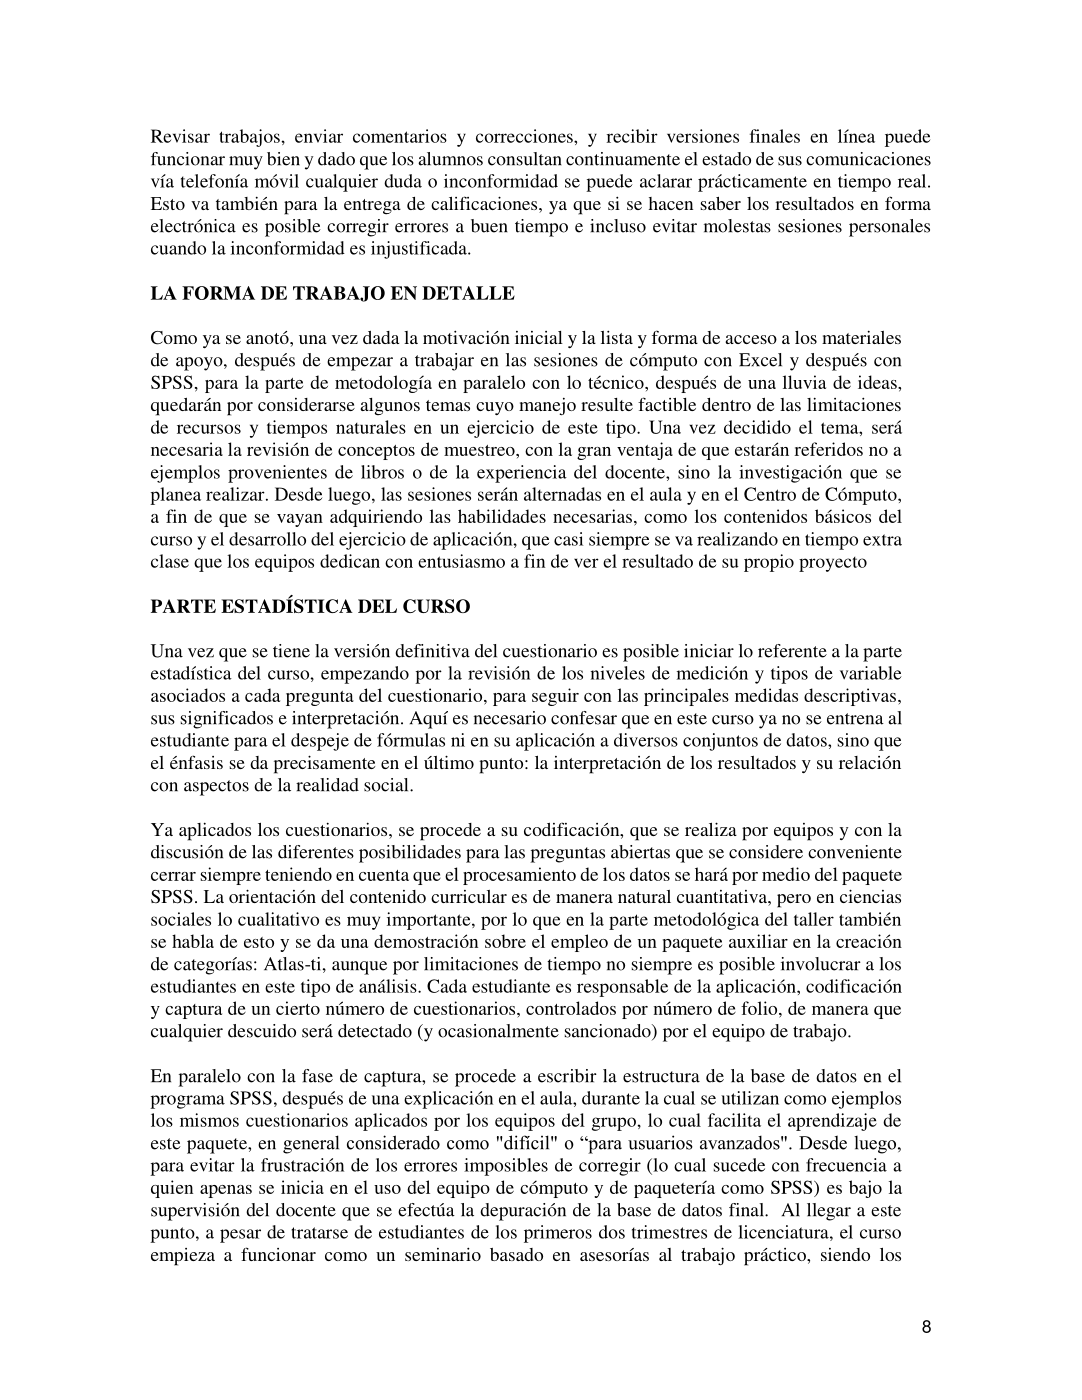 Revisar trabajos, enviar comentarios y correcciones, y recibir versiones finales en línea puede
funcionar muy bien y dado que los alumnos consultan continuamente el estado de sus comunicaciones
vía telefonía móvil cualquier duda o inconformidad se puede aclarar prácticamente en tiempo real.
Esto va también para la entrega de calificaciones, ya que si se hacen saber los resultados en forma
electrónica es posible corregir errores a buen tiempo e incluso evitar molestas sesiones personales
cuando la inconformidad es injustificada.
LA FORMA DE TRABAJO EN DETALLE
Como ya se anotó, una vez dada la motivación inicial y la lista y forma de acceso a los materiales
de apoyo, después de empezar a trabajar en las sesiones de cómputo con Excel y después con
SPSS, para la parte de metodología en paralelo con lo técnico, después de una lluvia de ideas,
quedarán por considerarse algunos temas cuyo manejo resulte factible dentro de las limitaciones
de recursos y tiempos naturales en un ejercicio de este tipo. Una vez decidido el tema, será
necesaria la revisión de conceptos de muestreo, con la gran ventaja de que estarán referidos no a
ejemplos provenientes de libros o de la experiencia del docente, sino la investigación que se
planea realizar. Desde luego, las sesiones serán alternadas en el aula y en el Centro de Cómputo,
a fin de que se vayan adquiriendo las habilidades necesarias, como los contenidos básicos del
curso y el desarrollo del ejercicio de aplicación, que casi siempre se va realizando en tiempo extra
clase que los equipos dedican con entusiasmo a fin de ver el resultado de su propio proyecto
PARTE ESTADÍSTICA DEL CURSO
Una vez que se tiene la versión definitiva del cuestionario es posible iniciar lo referente a la parte
estadística del curso, empezando por la revisión de los niveles de medición y tipos de variable
asociados a cada pregunta del cuestionario, para seguir con las principales medidas descriptivas,
sus significados e interpretación. Aquí es necesario confesar que en este curso ya no se entrena al
estudiante para el despeje de fórmulas ni en su aplicación a diversos conjuntos de datos, sino que
el énfasis se da precisamente en el último punto: la interpretación de los resultados y su relación
con aspectos de la realidad social.
Ya aplicados los cuestionarios, se procede a su codificación, que se realiza por equipos y con la
discusión de las diferentes posibilidades para las preguntas abiertas que se considere conveniente
cerrar siempre teniendo en cuenta que el procesamiento de los datos se hará por medio del paquete
SPSS. La orientación del contenido curricular es de manera natural cuantitativa, pero en ciencias
sociales lo cualitativo es muy importante, por lo que en la parte metodológica del taller también
se habla de esto y se da una demostración sobre el empleo de un paquete auxiliar en la creación
de categorías: Atlas-ti, aunque por limitaciones de tiempo no siempre es posible involucrar a los
estudiantes en este tipo de análisis. Cada estudiante es responsable de la aplicación, codificación
y captura de un cierto número de cuestionarios, controlados por número de folio, de manera que
cualquier descuido será detectado (y ocasionalmente sancionado) por el equipo de trabajo.
En paralelo con la fase de captura, se procede a escribir la estructura de la base de datos en el
programa SPSS, después de una explicación en el aula, durante la cual se utilizan como ejemplos
los mismos cuestionarios aplicados por los equipos del grupo, lo cual facilita el aprendizaje de
este paquete, en general considerado como "difícil" o “para usuarios avanzados". Desde luego,
para evitar la frustración de los errores imposibles de corregir (lo cual sucede con frecuencia a
quien apenas se inicia en el uso del equipo de cómputo y de paquetería como SPSS) es bajo la
supervisión del docente que se efectúa la depuración de la base de datos final. Al llegar a este
punto, a pesar de tratarse de estudiantes de los primeros dos trimestres de licenciatura, el curso
empieza a funcionar como un seminario basado en asesorías al trabajo práctico, siendo los
8